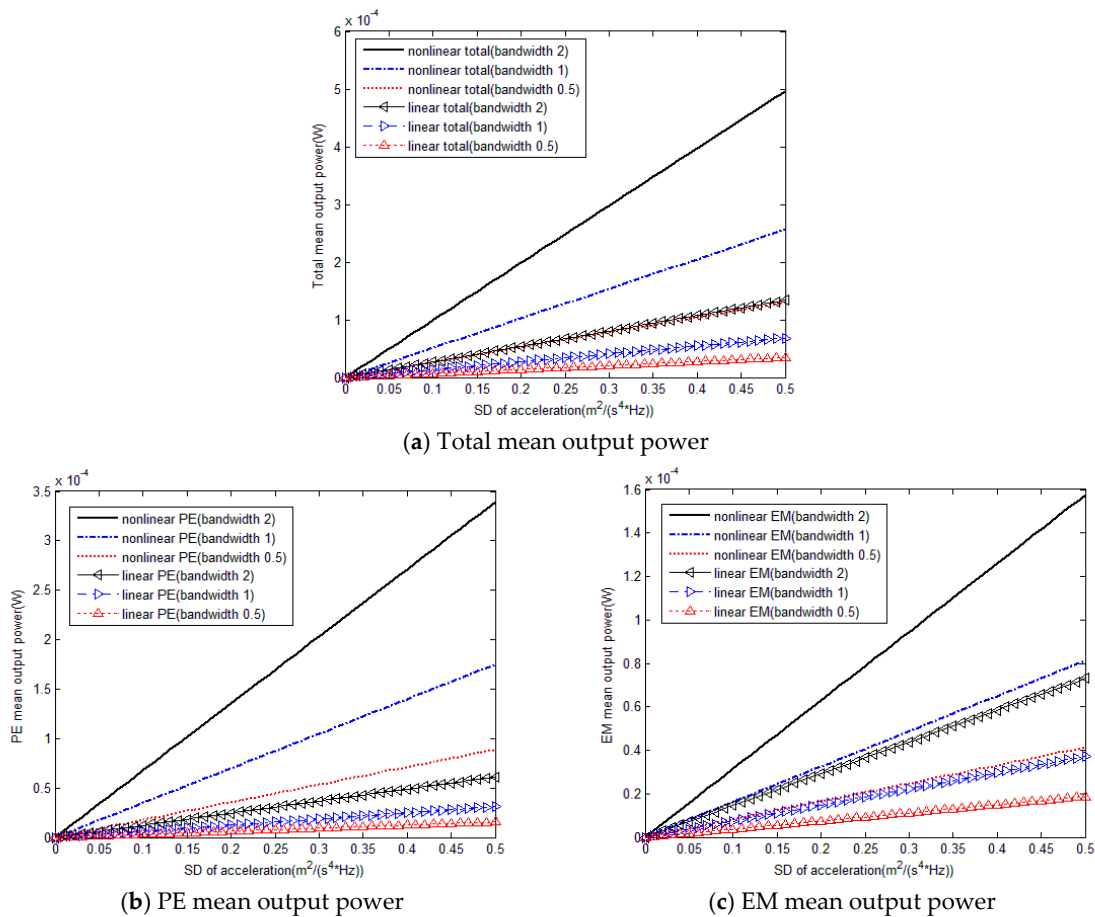 × 10⁻⁴
6
5
4
3
2
1
0
Total mean output power(W)
nonlinear total(bandwidth 2)
nonlinear total(bandwidth 1)
nonlinear total(bandwidth 0.5)
linear total(bandwidth 2)
linear total(bandwidth 1)
linear total(bandwidth 0.5)
0 0.05 0.1 0.15 0.2 0.25 0.3 0.35 0.4 0.45 0.5
SD of acceleration(m²/(s⁴*Hz))
(a) Total mean output power
× 10⁻⁴
3.5
3
2.5
2
1.5
1
0.5
0
PE mean output power(W)
nonlinear PE(bandwidth 2)
nonlinear PE(bandwidth 1)
nonlinear PE(bandwidth 0.5)
linear PE(bandwidth 2)
linear PE(bandwidth 1)
linear PE(bandwidth 0.5)
0 0.05 0.1 0.15 0.2 0.25 0.3 0.35 0.4 0.45 0.5
SD of acceleration(m²/(s⁴*Hz))
(b) PE mean output power
× 10⁻⁴
1.6
1.4
1.2
1
0.8
0.6
0.4
0.2
0
EM mean output power(W)
nonlinear EM(bandwidth 2)
nonlinear EM(bandwidth 1)
nonlinear EM(bandwidth 0.5)
linear EM(bandwidth 2)
linear EM(bandwidth 1)
linear EM(bandwidth 0.5)
0 0.05 0.1 0.15 0.2 0.25 0.3 0.35 0.4 0.45 0.5
SD of acceleration(m²/(s⁴*Hz))
(c) EM mean output power